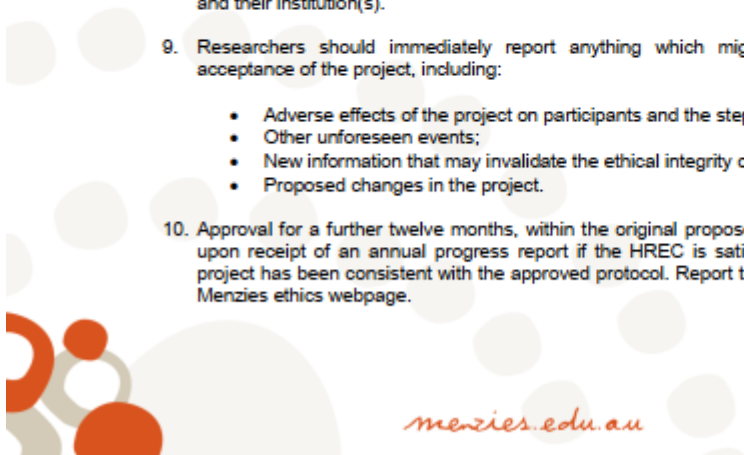 and their institution(s).
9. Researchers should immediately report anything which mig
acceptance of the project, including:
• Adverse effects of the project on participants and the step
• Other unforeseen events;
• New information that may invalidate the ethical integrity o
• Proposed changes in the project.
10. Approval for a further twelve months, within the original propose
upon receipt of an annual progress report if the HREC is sati
project has been consistent with the approved protocol. Report t
Menzies ethics webpage.
menzies.edu.au